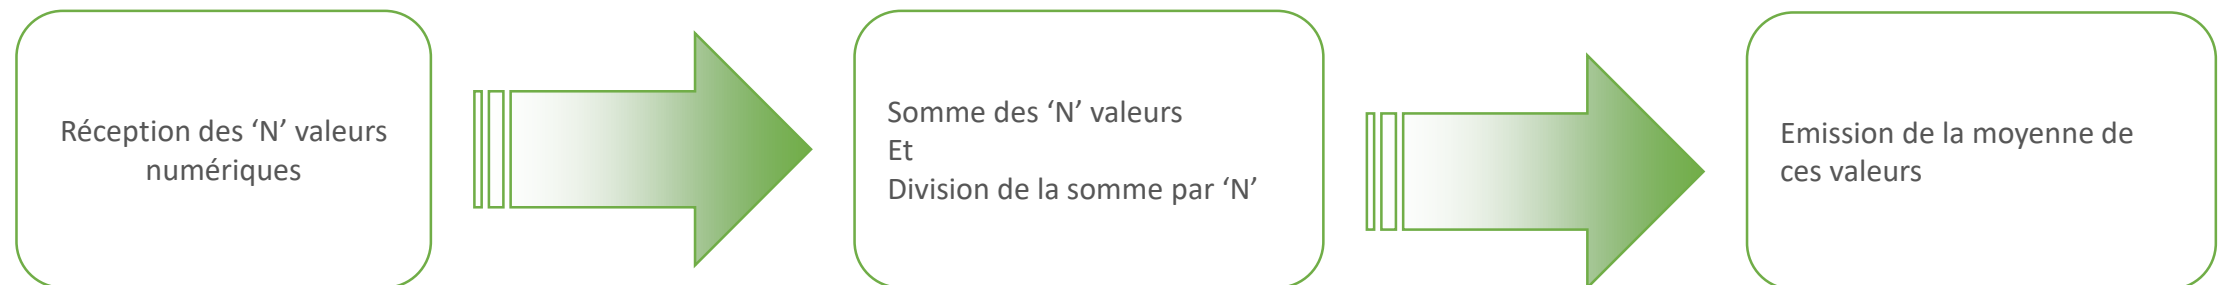 Réception des ‘N’ valeurs
numériques
Somme des ‘N’ valeurs
Et
Division de la somme par ‘N’
Emission de la moyenne de
ces valeurs